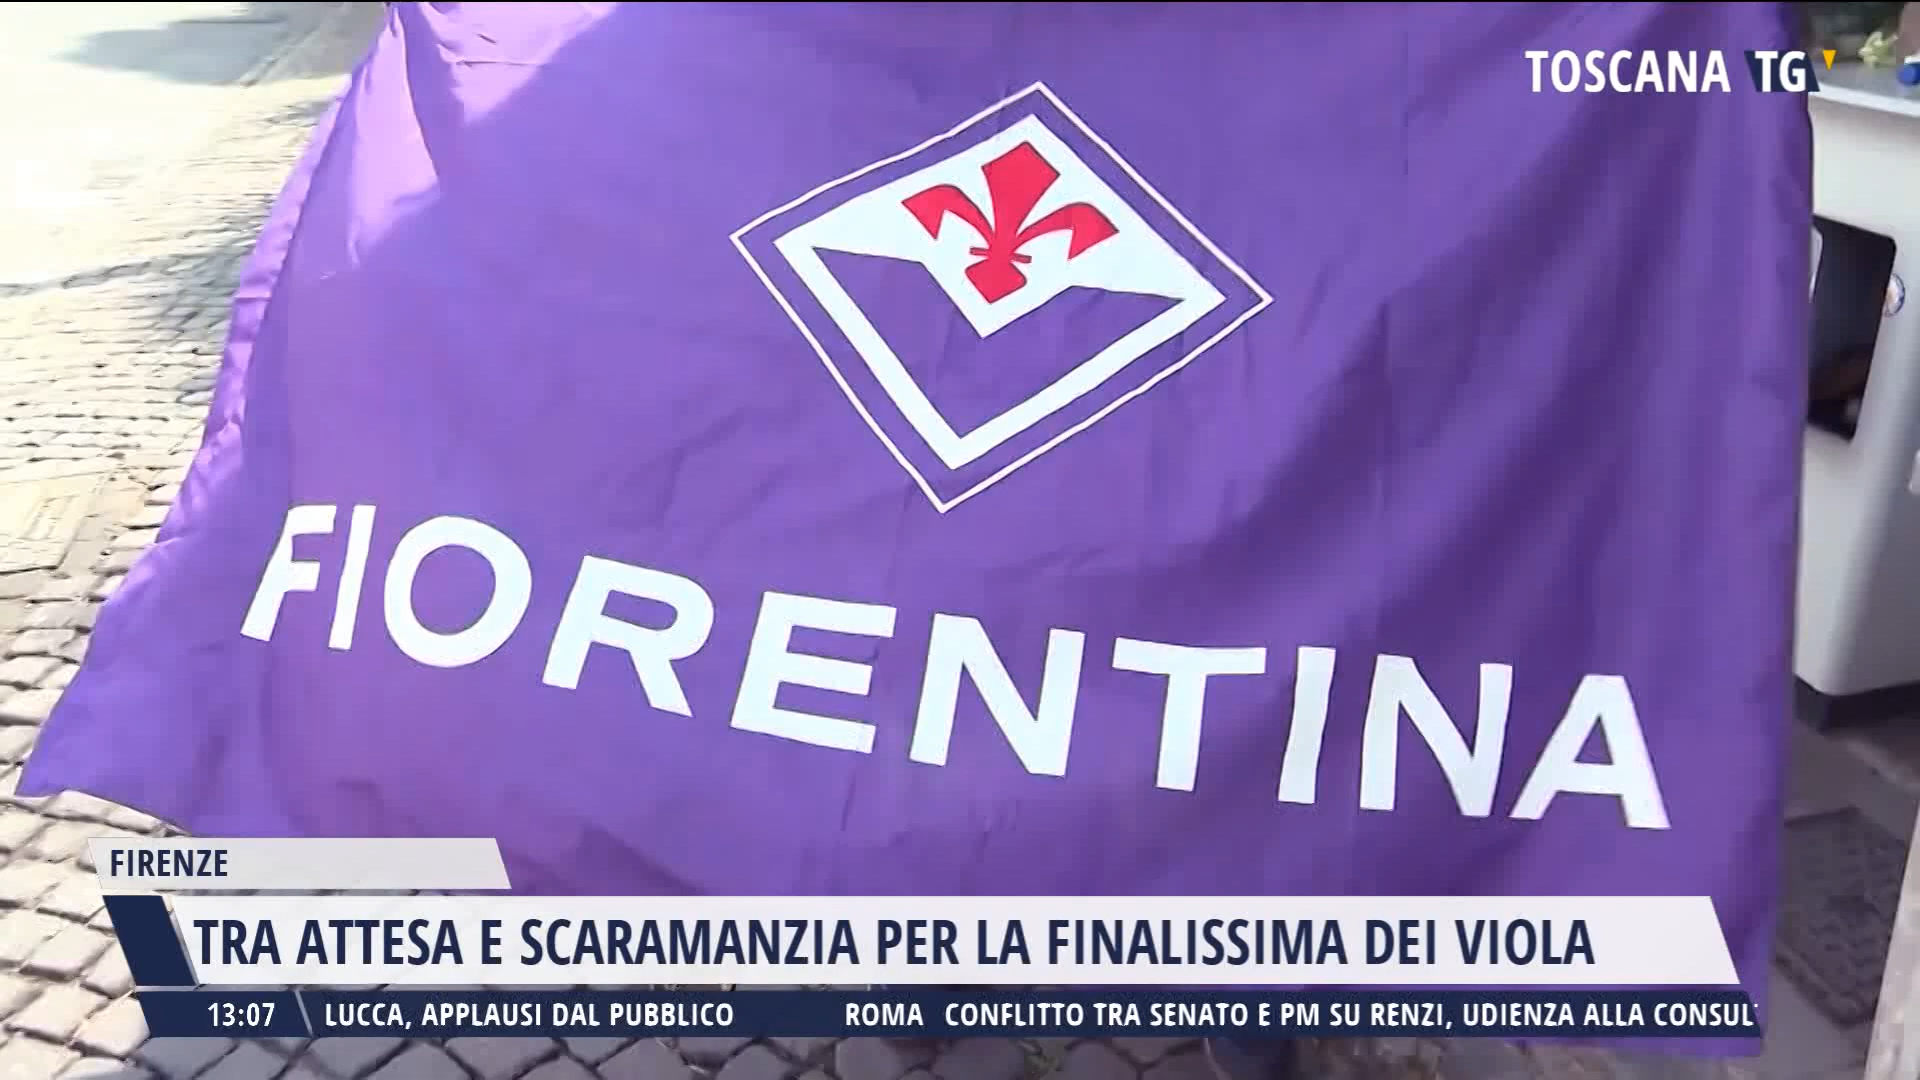 TOSCANA TG
FIORENTINA
FIRENZE
TRA ATTESA E SCARAMANZIA PER LA FINALISSIMA DEI VIOLA
13:07 LUCCA, APPLAUSI DAL PUBBLICO ROMA CONFLITTO TRA SENATO E PM SU RENZI, UDIENZA ALLA CONSULT